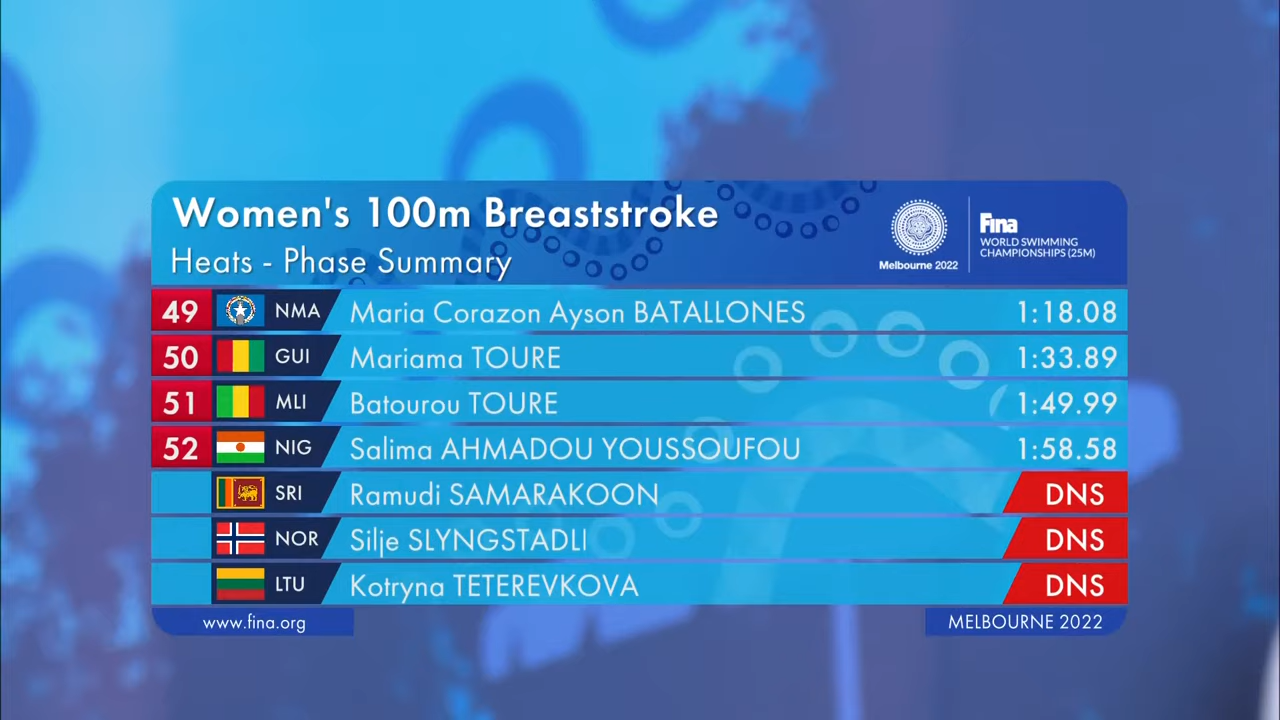 Women's 100m Breaststroke
Heats - Phase Summary
Melbourne 2022
Fina
WORLD SWIMMING
CHAMPIONSHIPS (25M)
49 NMA Maria Corazon Ayson BATALLONES 1:18.08
50 GUI Mariama TOURE 1:33.89
51 MLI Batourou TOURE 1:49.99
52 NIG Salima AHMADOU YOUSSOUFOU 1:58.58
SRI Ramudi SAMARAKOON DNS
NOR Silje SLYNGSTADLI DNS
LTU Kotryna TETEREVKOVA DNS
www.fina.org MELBOURNE 2022